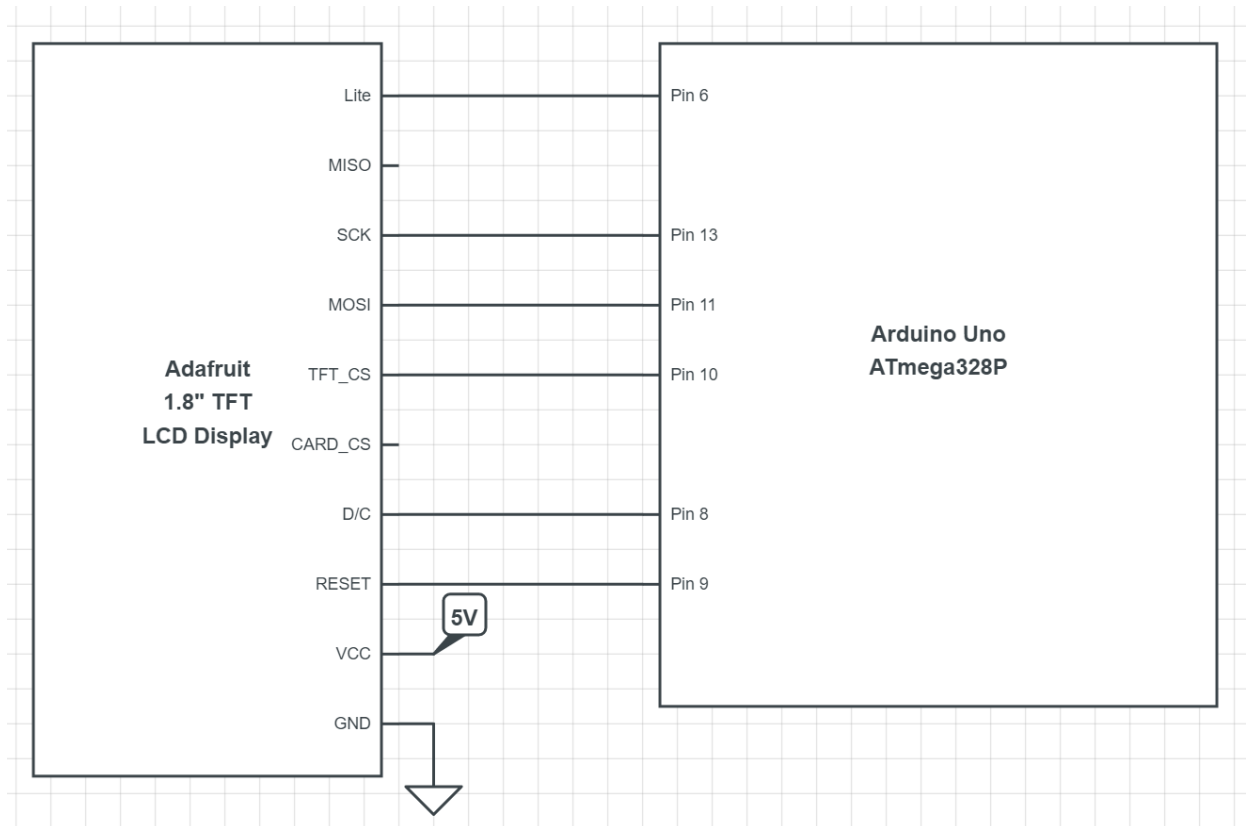 Lite
Pin 6
MISO
SCK
Pin 13
MOSI
Pin 11
Arduino Uno
ATmega328P
Adafruit
1.8" TFT
LCD Display
TFT_CS
Pin 10
CARD_CS
D/C
Pin 8
RESET
Pin 9
5V
VCC
GND